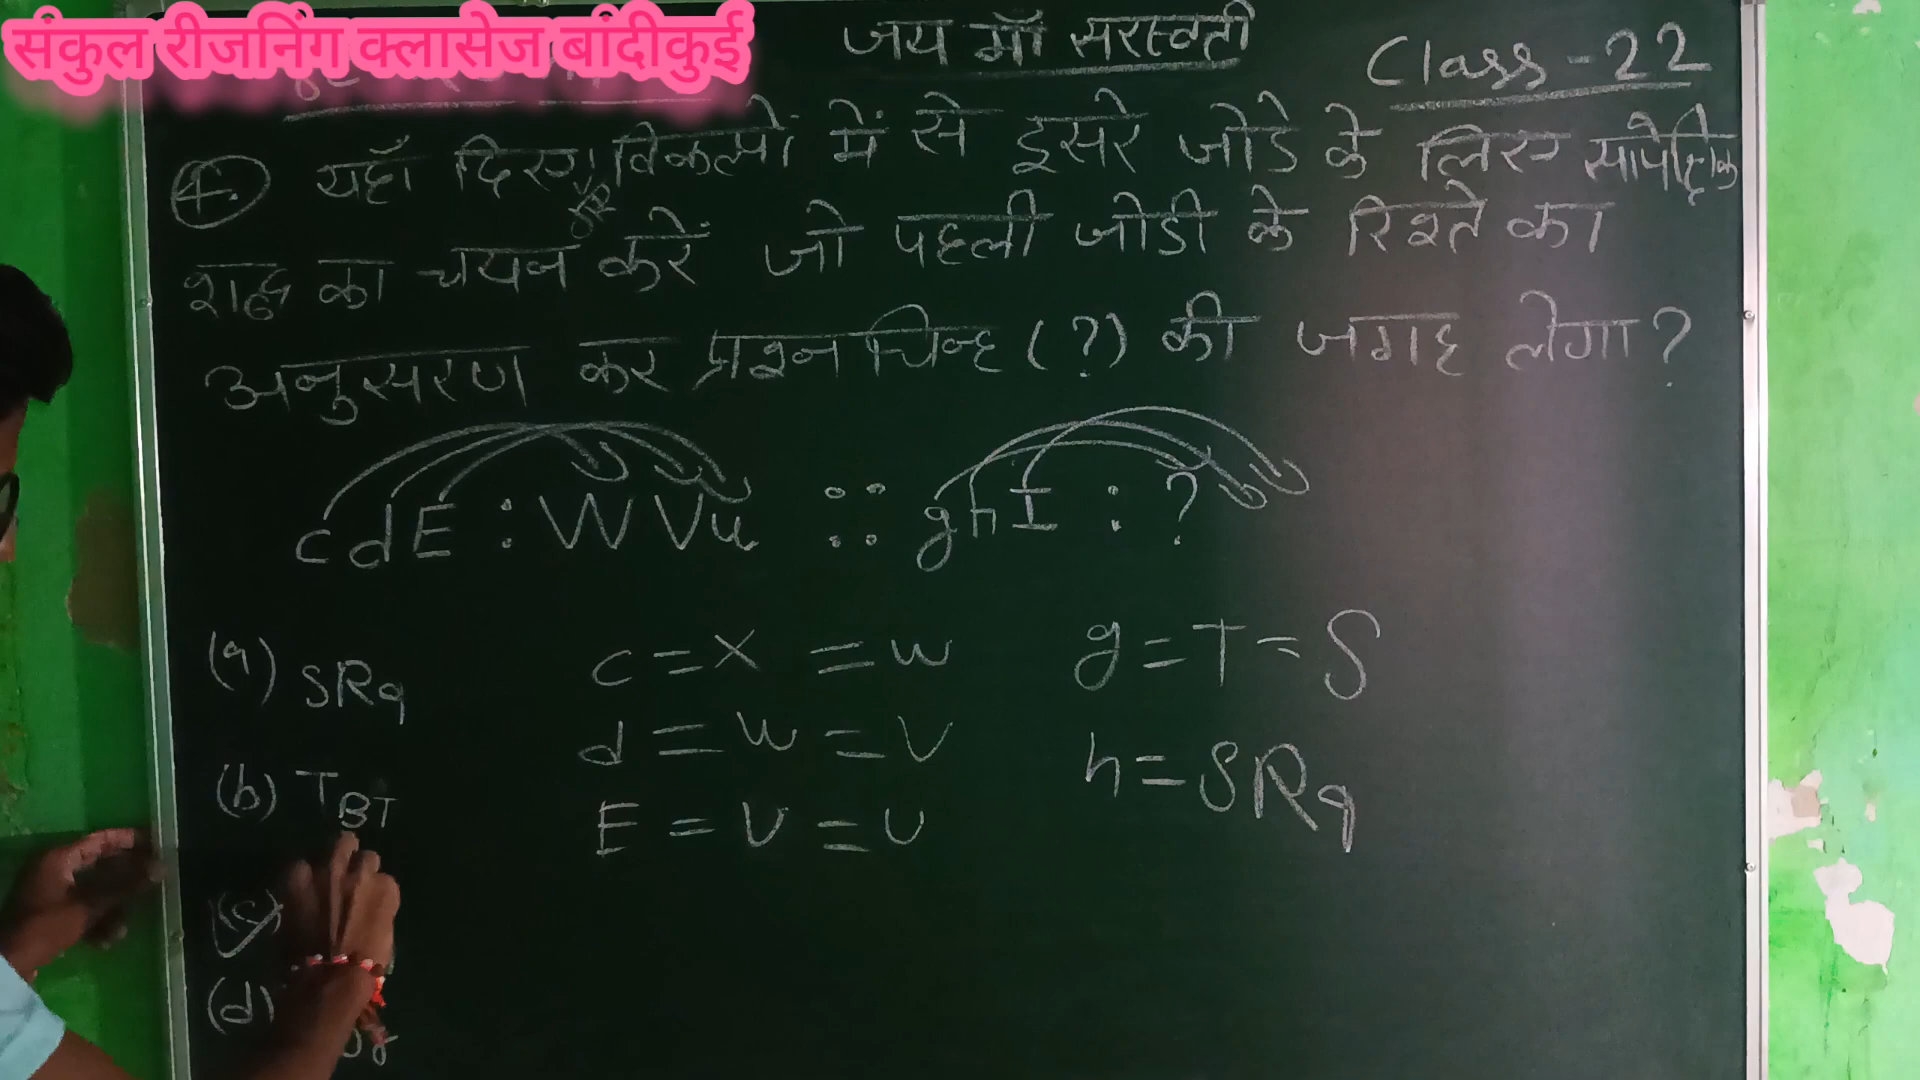 संकुल रीजनिंग क्लासेज बांदीकुई
जय माँ सरस्वती
Class-22
4. यहाँ दिए हुए विकल्पों में से दूसरे जोडे के लिए सापेक्षिक
शब्द का चयन करें जो पहली जोडी के रिश्ते का
अनुसरण कर प्रश्न चिन्ह (?) की जगह लेगा?
cdE : WVu :: ghI : ?
(a) SRq
(b) TBT
(c)
(d)
c = X = w
d = w = V
E = V = U
g = T = S
h = SRq